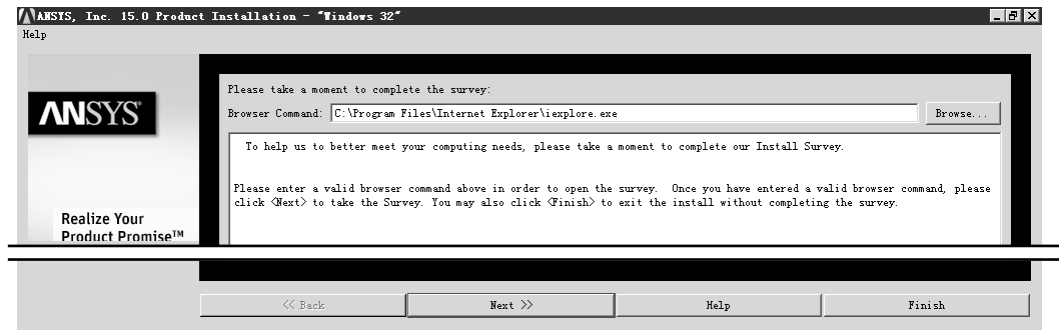 ANSYS, Inc. 15.0 Product Installation - "Windows 32"
Help
ANSYS®
Please take a moment to complete the survey:
Browser Command: C:\Program Files\Internet Explorer\iexplore.exe Browse...
To help us to better meet your computing needs, please take a moment to complete our Install Survey.
Please enter a valid browser command above in order to open the survey. Once you have entered a valid browser command, please
click <Next> to take the Survey. You may also click <Finish> to exit the install without completing the survey.
Realize Your
Product Promise™
<< Back Next >> Help Finish